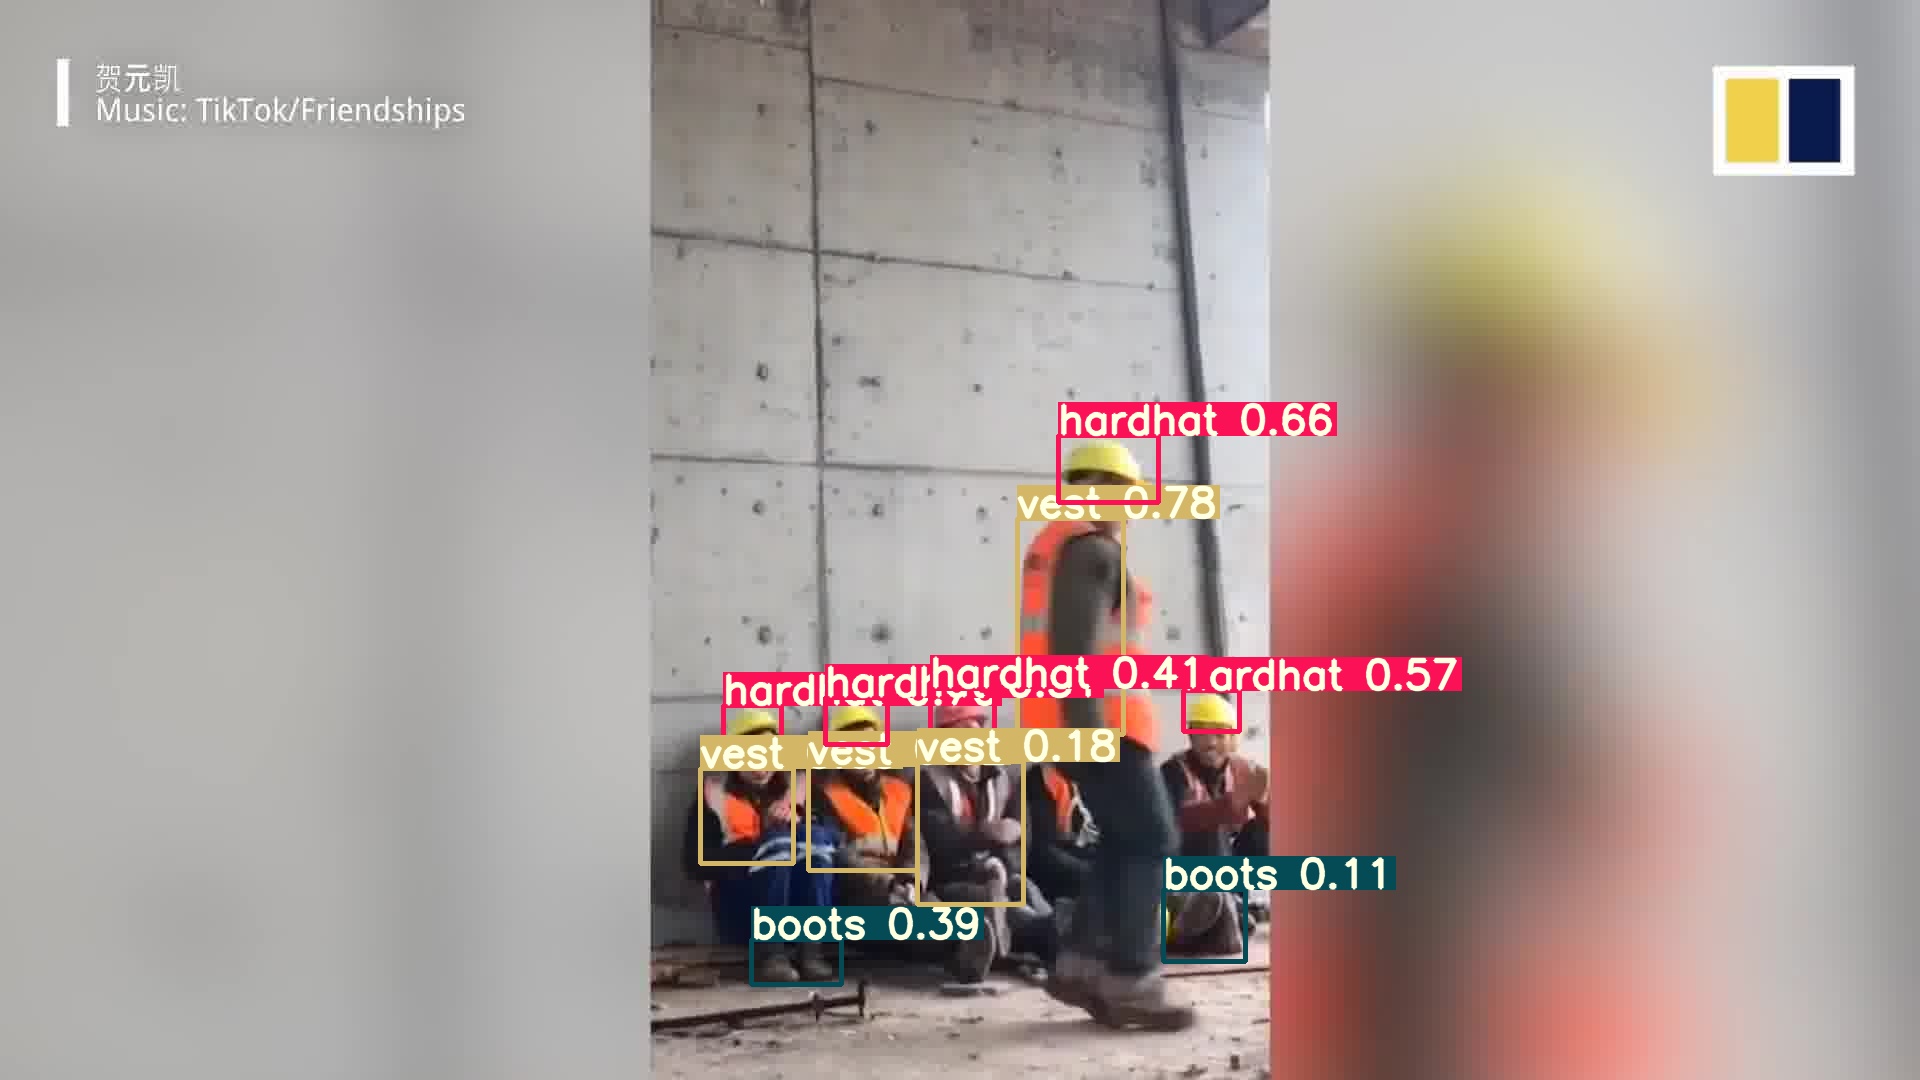 贺元凯
Music: TikTok/Friendships
hardhat 0.66
vest 0.78
hardhat 0.41
ardhat 0.57
vest
vest
vest 0.18
boots 0.11
boots 0.39